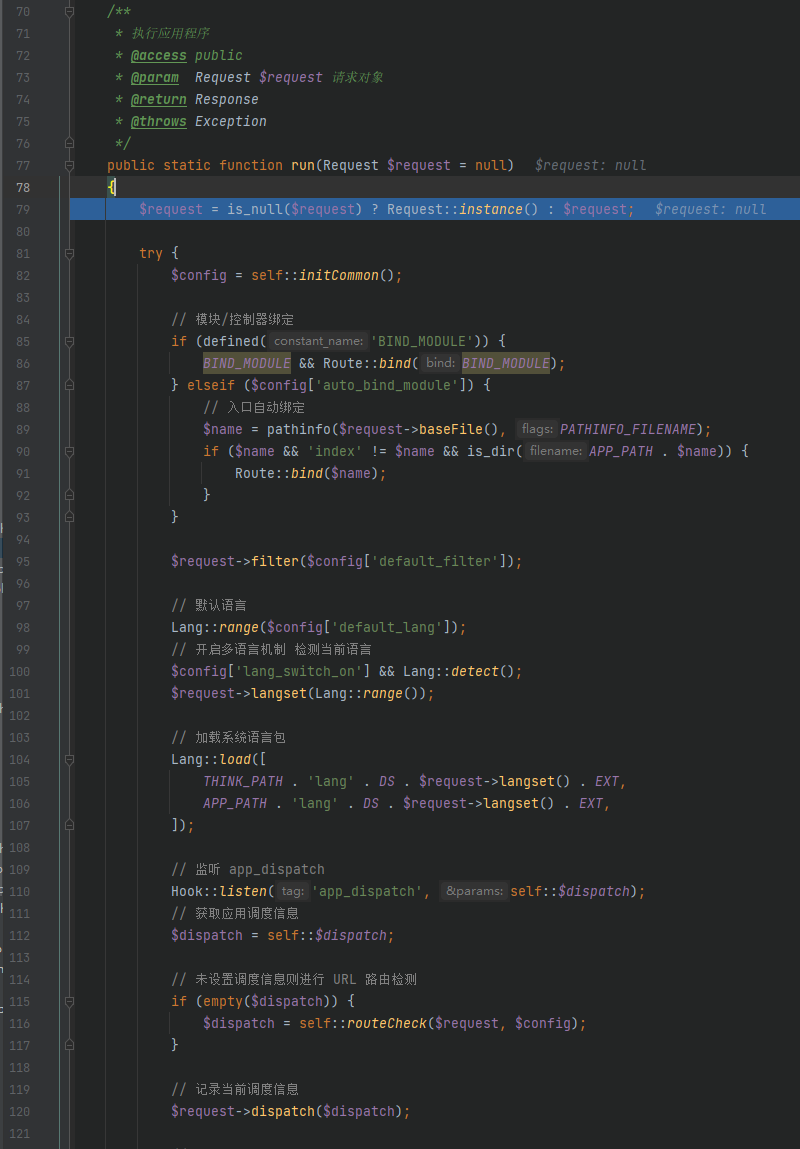 70 /**
71 * 执行应用程序
72 * @access public
73 * @param  Request $request 请求对象
74 * @return Response
75 * @throws Exception
76 */
77 public static function run(Request $request = null)   $request: null
78 {
79 $request = is_null($request) ? Request::instance() : $request;   $request: null
80
81 try {
82 $config = self::initCommon();
83
84 // 模块/控制器绑定
85 if (defined( constant_name: 'BIND_MODULE')) {
86 BIND_MODULE && Route::bind( bind: BIND_MODULE);
87 } elseif ($config['auto_bind_module']) {
88 // 入口自动绑定
89 $name = pathinfo($request->baseFile(), flags: PATHINFO_FILENAME);
90 if ($name && 'index' != $name && is_dir( filename: APP_PATH . $name)) {
91 Route::bind($name);
92 }
93 }
94
95 $request->filter($config['default_filter']);
96
97 // 默认语言
98 Lang::range($config['default_lang']);
99 // 开启多语言机制 检测当前语言
100 $config['lang_switch_on'] && Lang::detect();
101 $request->langset(Lang::range());
102
103 // 加载系统语言包
104 Lang::load([
105 THINK_PATH . 'lang' . DS . $request->langset() . EXT,
106 APP_PATH . 'lang' . DS . $request->langset() . EXT,
107 ]);
108
109 // 监听 app_dispatch
110 Hook::listen( tag: 'app_dispatch', &params: self::$dispatch);
111 // 获取应用调度信息
112 $dispatch = self::$dispatch;
113
114 // 未设置调度信息则进行 URL 路由检测
115 if (empty($dispatch)) {
116 $dispatch = self::routeCheck($request, $config);
117 }
118
119 // 记录当前调度信息
120 $request->dispatch($dispatch);
121